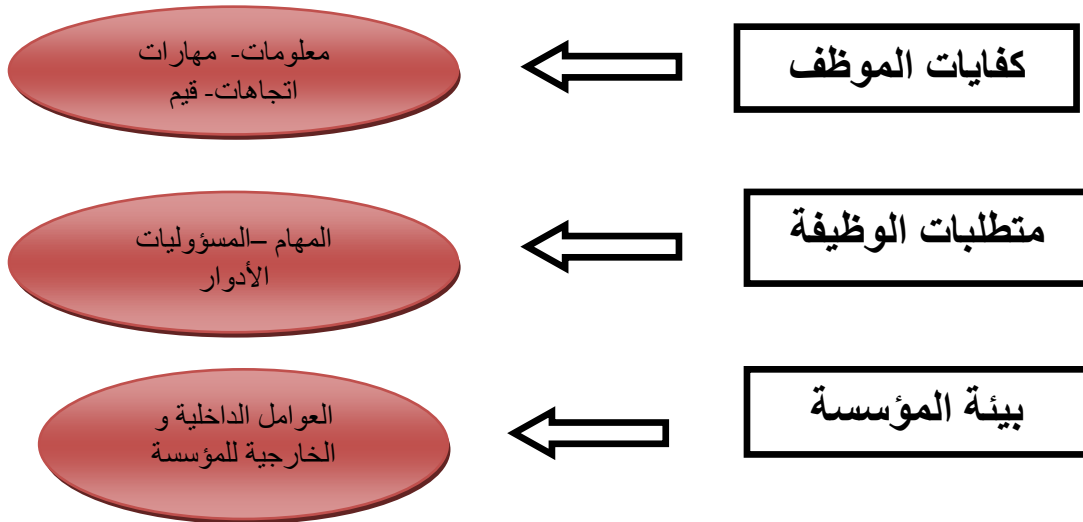 كفايات الموظف
معلومات- مهارات
اتجاهات- قيم
متطلبات الوظيفة
المهام –المسؤوليات
الأدوار
بيئة المؤسسة
العوامل الداخلية و
الخارجية للمؤسسة